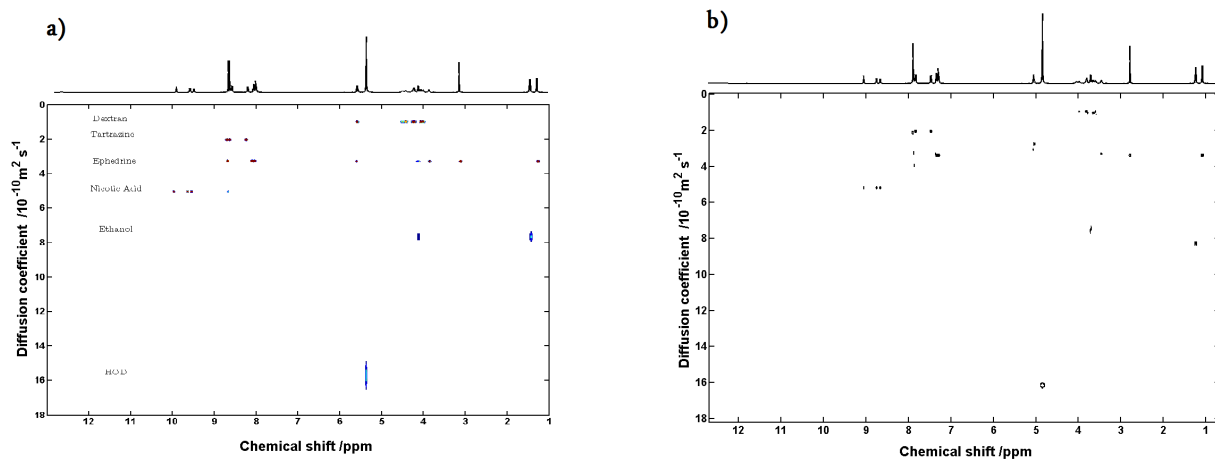 a)
0
2
4
6
8
10
12
14
16
18
Diffusion coefficient /10⁻¹⁰m² s⁻¹
Dextran
Tartrazine
Ephedrine
Nicotic Acid
Ethanol
HOD
12 11 10 9 8 7 6 5 4 3 2 1
Chemical shift /ppm
b)
0
2
4
6
8
10
12
14
16
18
Diffusion coefficient /10⁻¹⁰m² s⁻¹
12 11 10 9 8 7 6 5 4 3 2 1
Chemical shift /ppm